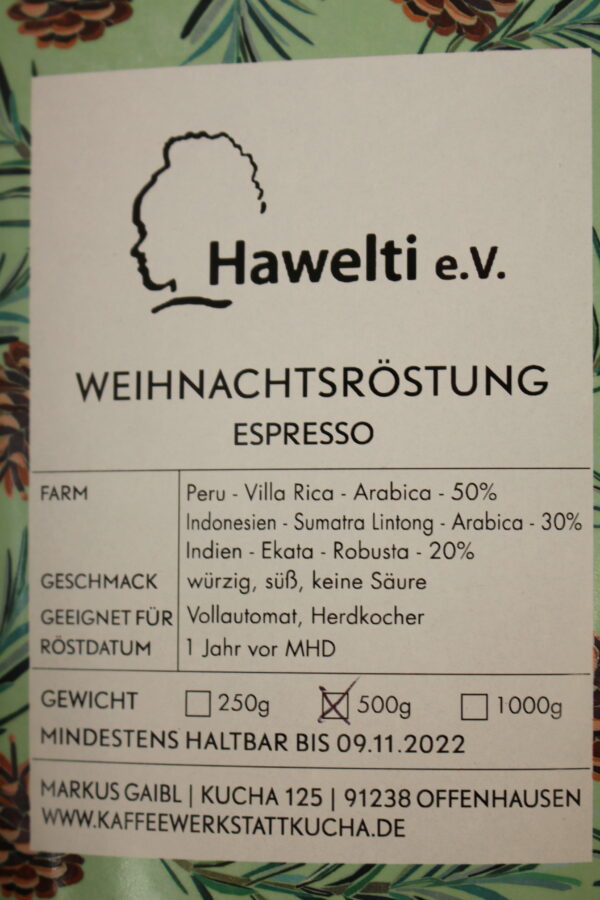 Hawelti e.V.
WEIHNACHTSRÖSTUNG
ESPRESSO
FARM Peru - Villa Rica - Arabica - 50%
Indonesien - Sumatra Lintong - Arabica - 30%
Indien - Ekata - Robusta - 20%
GESCHMACK würzig, süß, keine Säure
GEEIGNET FÜR Vollautomat, Herdkocher
RÖSTDATUM 1 Jahr vor MHD
GEWICHT 250g 500g 1000g
MINDESTENS HALTBAR BIS 09.11.2022
MARKUS GAIBL | KUCHA 125 | 91238 OFFENHAUSEN
WWW.KAFFEEWERKSTATTKUCHA.DE